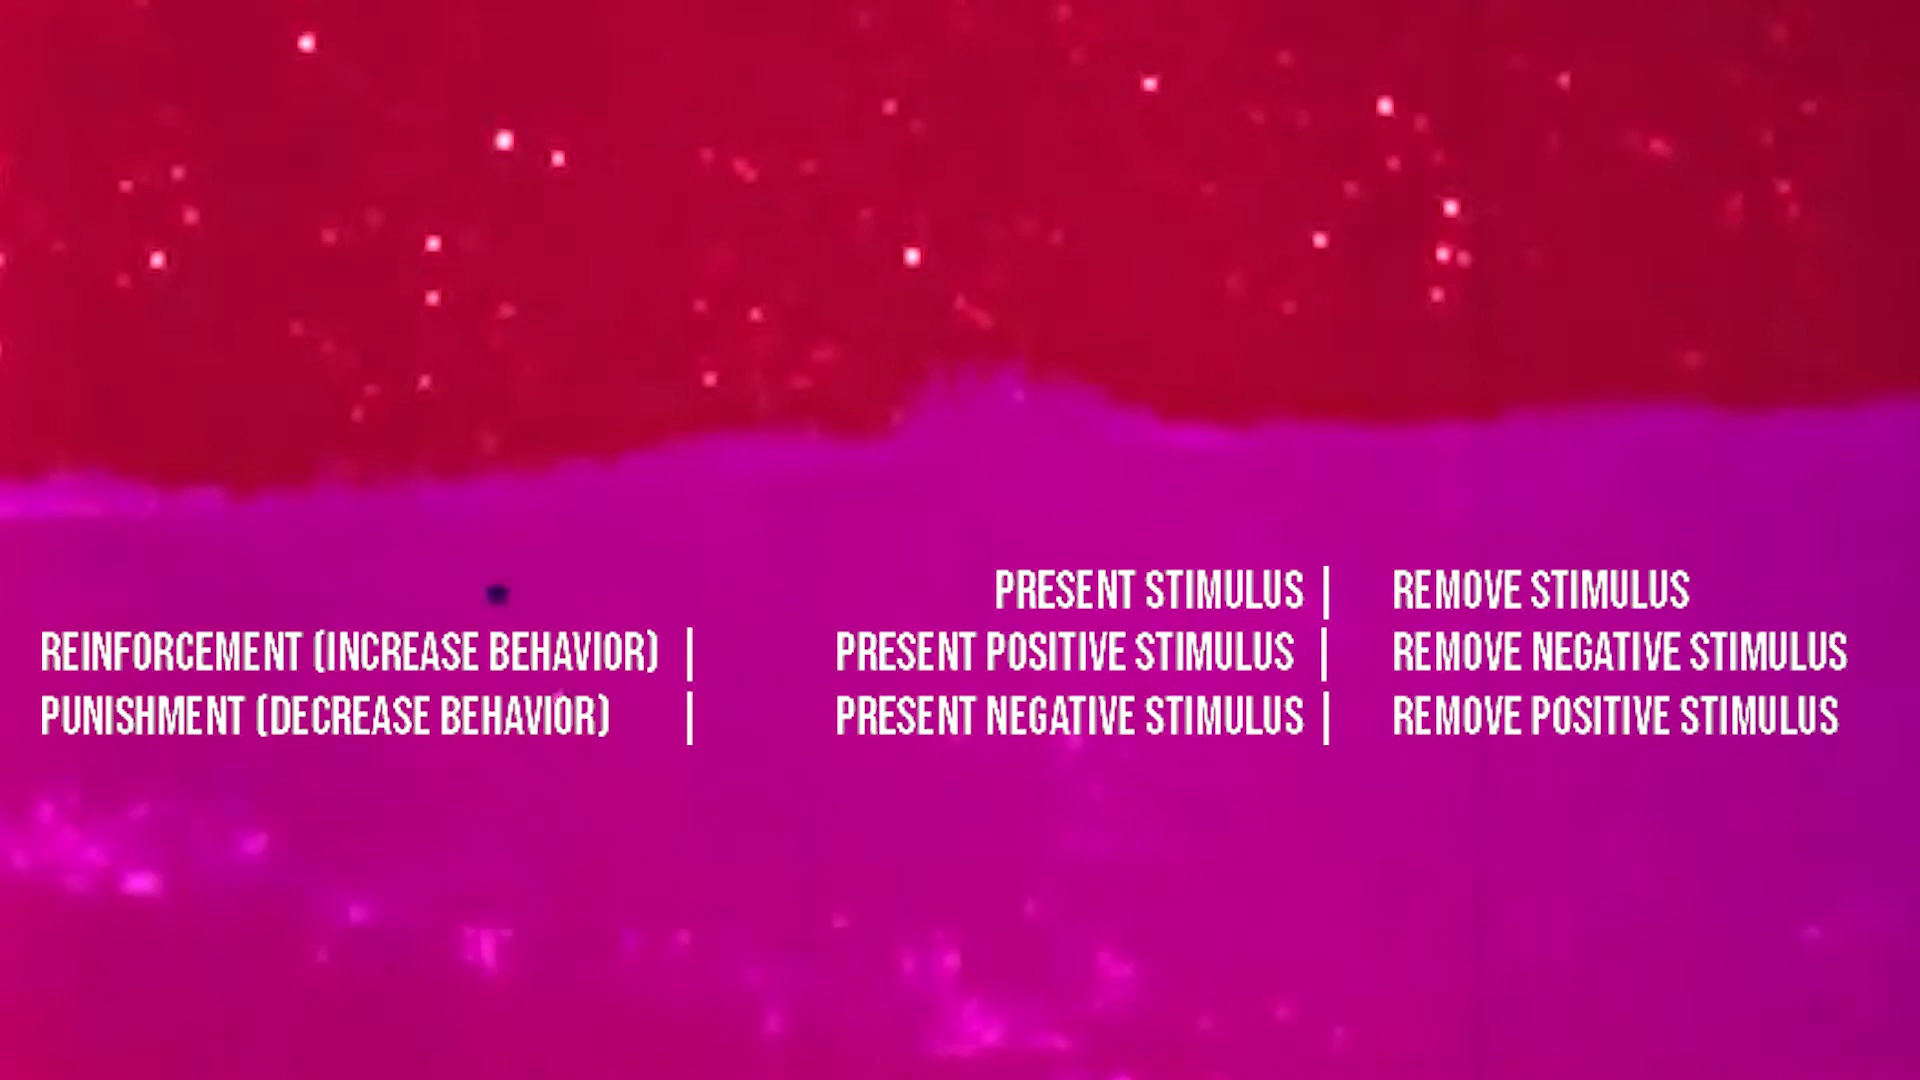 PRESENT STIMULUS | REMOVE STIMULUS
REINFORCEMENT (INCREASE BEHAVIOR) | PRESENT POSITIVE STIMULUS | REMOVE NEGATIVE STIMULUS
PUNISHMENT (DECREASE BEHAVIOR) | PRESENT NEGATIVE STIMULUS | REMOVE POSITIVE STIMULUS